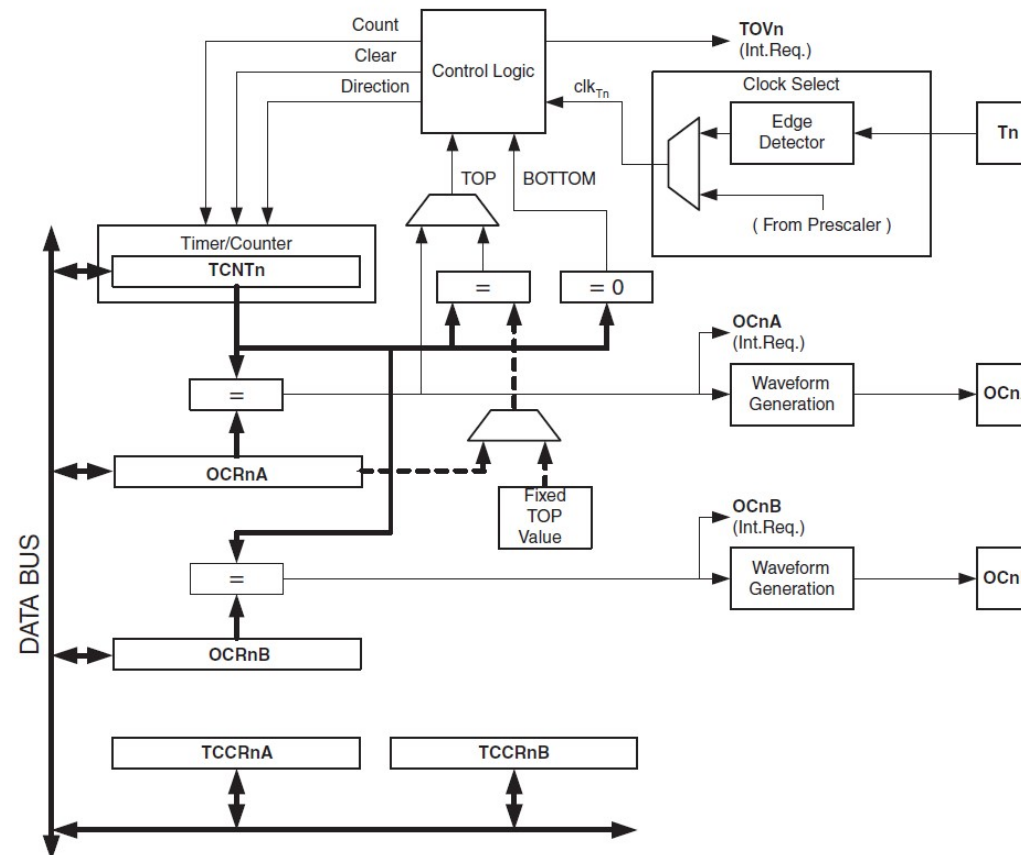 Count
Clear
Direction
Control Logic
TOVn
(Int.Req.)
clkTn
Clock Select
Edge
Detector
Tn
TOP
BOTTOM
( From Prescaler )
Timer/Counter
TCNTn
=
= 0
OCnA
(Int.Req.)
=
Waveform
Generation
OCn
OCRnA
Fixed
TOP
Value
OCnB
(Int.Req.)
=
Waveform
Generation
OCn
DATA BUS
OCRnB
TCCRnA
TCCRnB